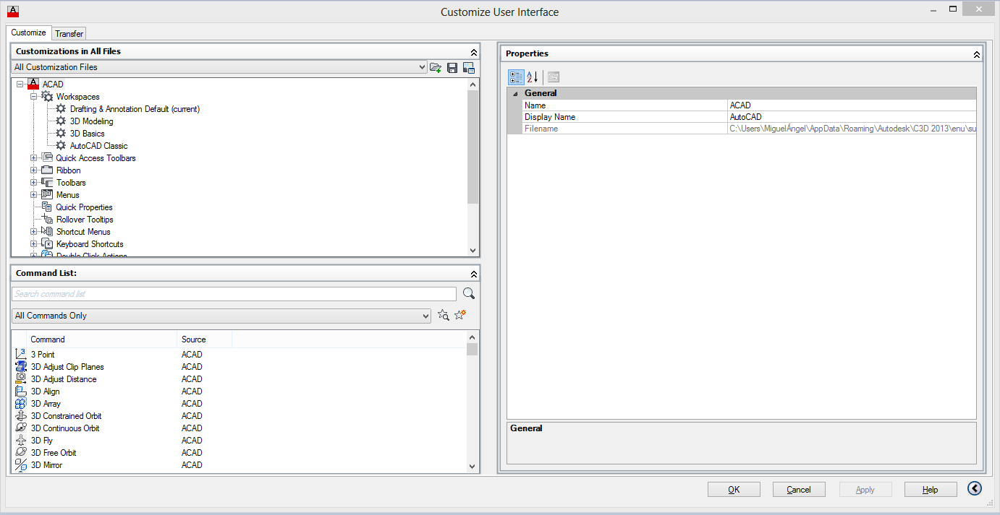 Customize User Interface
Customize Transfer
Customizations in All Files
All Customization Files
ACAD
Workspaces
Drafting & Annotation Default (current)
3D Modeling
3D Basics
AutoCAD Classic
Quick Access Toolbars
Ribbon
Toolbars
Menus
Quick Properties
Rollover Tooltips
Shortcut Menus
Keyboard Shortcuts
Double Click Actions
Command List:
Search command list
All Commands Only
Command Source
3 Point ACAD
3D Adjust Clip Planes ACAD
3D Adjust Distance ACAD
3D Align ACAD
3D Array ACAD
3D Constrained Orbit ACAD
3D Continuous Orbit ACAD
3D Fly ACAD
3D Free Orbit ACAD
3D Mirror ACAD
Properties
General
Name ACAD
Display Name AutoCAD
Filename C:\Users\MiguelÁngel\AppData\Roaming\Autodesk\C3D 2013\enu\su
General
OK Cancel Apply Help